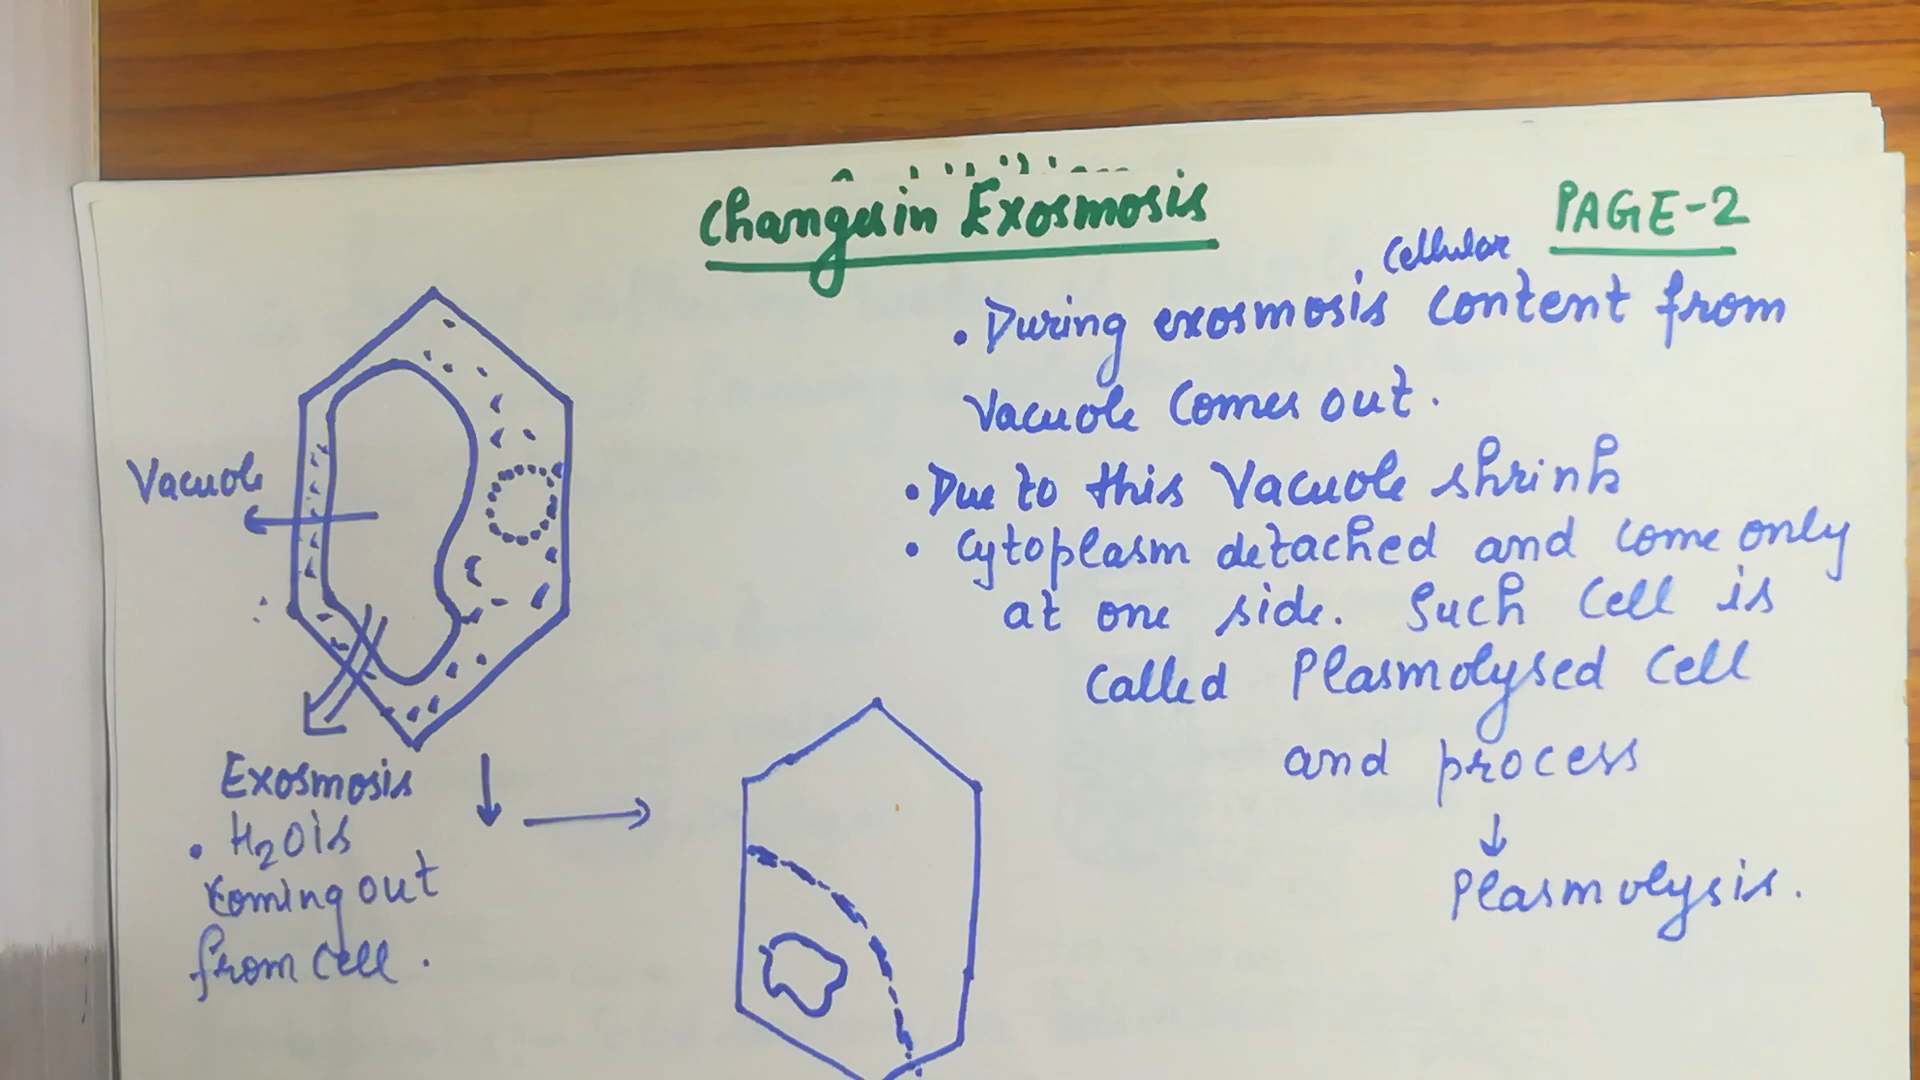 Changes in Exosmosis
PAGE-2
cellular
• During exosmosis content from
Vacuole comes out.
• Due to this Vacuole shrink
• Cytoplasm detached and come only
at one side. Such cell is
called Plasmolysed cell
and process
↓
Plasmolysis.
Vacuole
Exosmosis
• H₂O is
coming out
from cell.